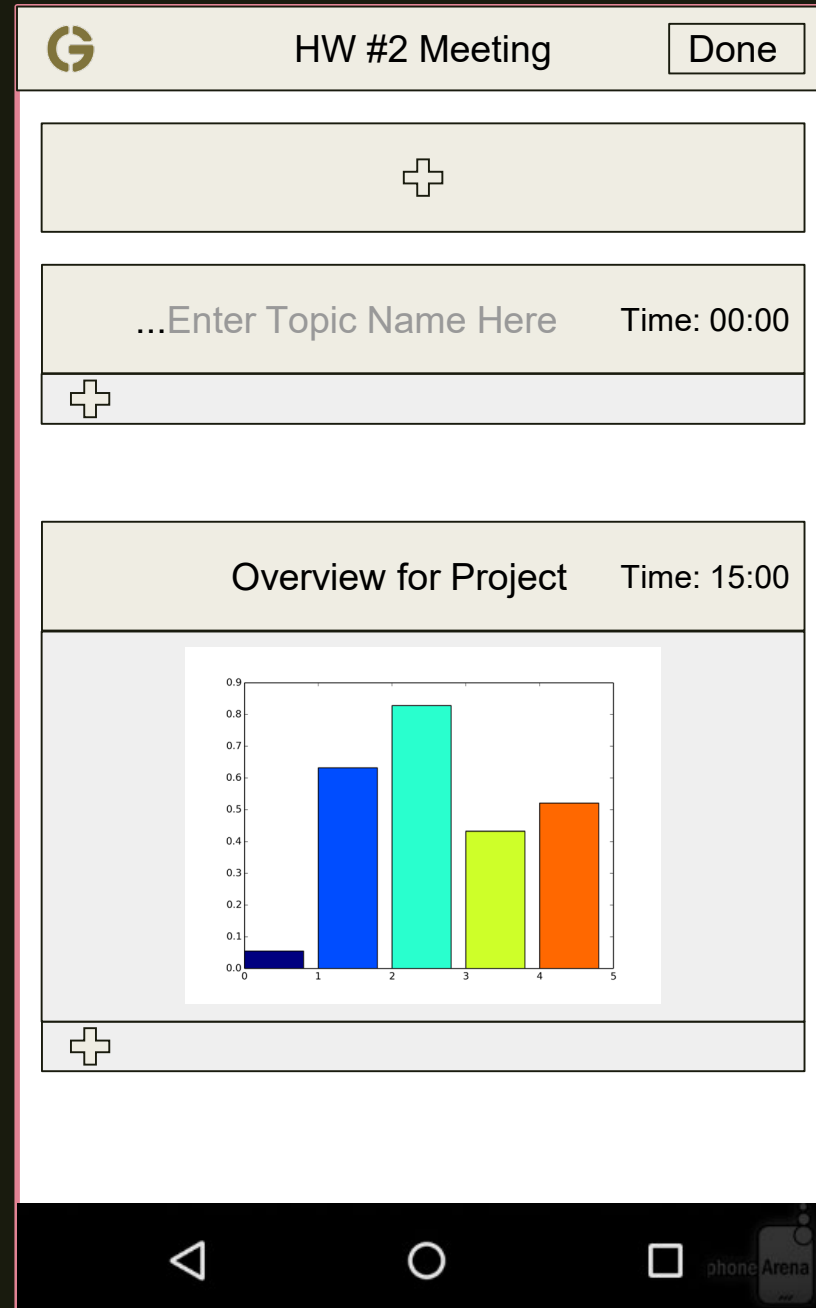 G
HW #2 Meeting
Done
...Enter Topic Name Here
Time: 00:00
Overview for Project
Time: 15:00
0.9
0.8
0.7
0.6
0.5
0.4
0.3
0.2
0.1
0.0
0 1 2 3 4 5
phoneArena